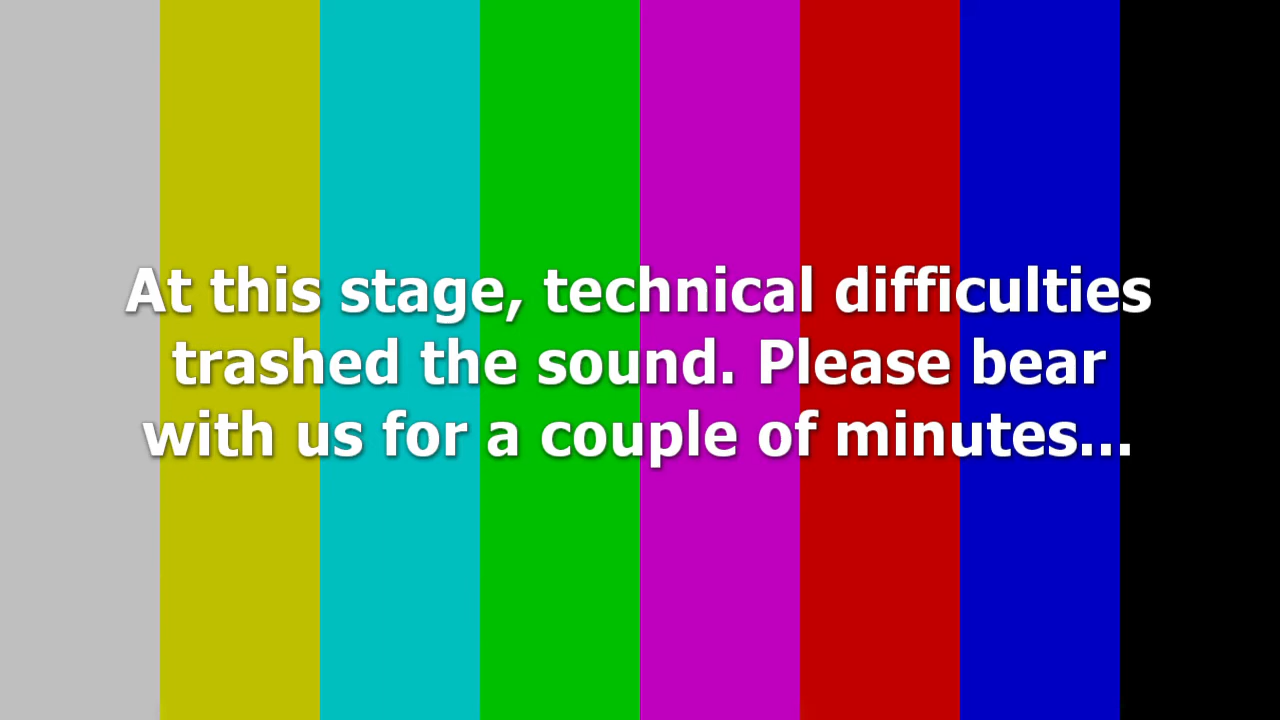 At this stage, technical difficulties
trashed the sound. Please bear
with us for a couple of minutes...